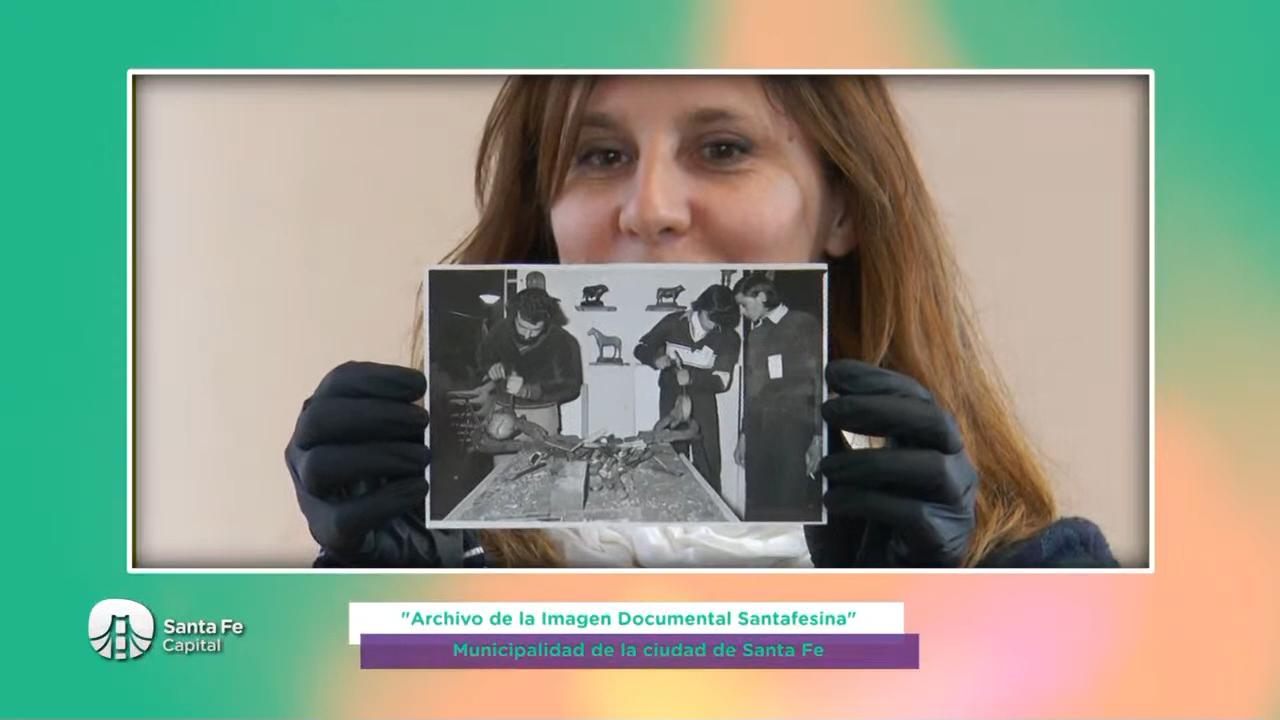 Santa Fe
Capital
"Archivo de la Imagen Documental Santafesina"
Municipalidad de la ciudad de Santa Fe